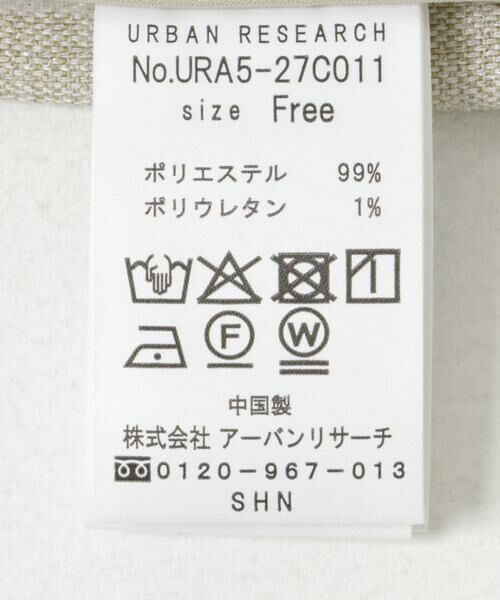 URBAN RESEARCH
No.URA5-27C011
size Free
ポリエステル 99%
ポリウレタン 1%
F W
中国製
株式会社 アーバンリサーチ
0120-967-013
SHN